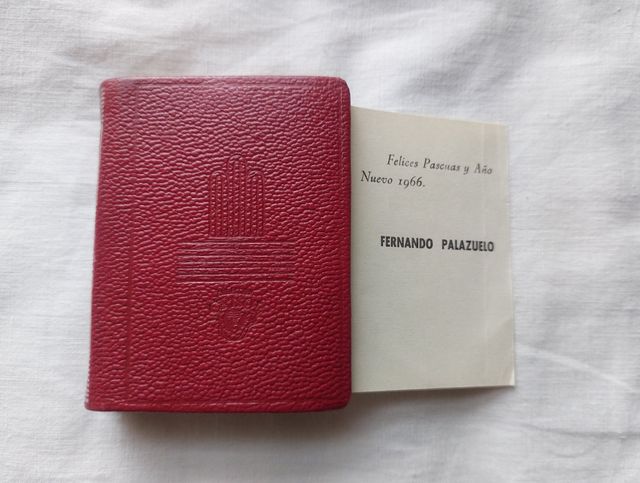 Felices Pascuas y Año
Nuevo 1966.
FERNANDO PALAZUELO